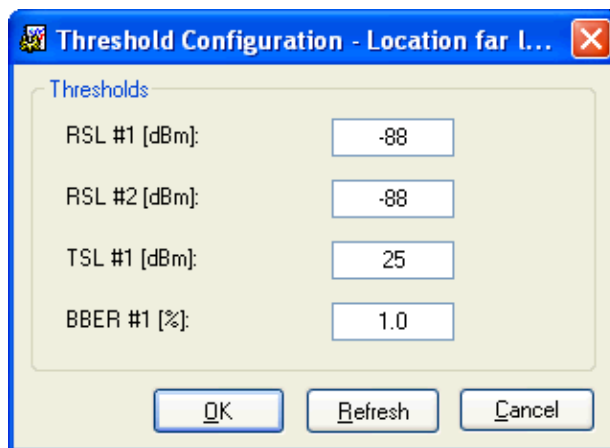 Threshold Configuration - Location far l...
Thresholds
RSL #1 [dBm]: -88
RSL #2 [dBm]: -88
TSL #1 [dBm]: 25
BBER #1 [%]: 1.0
OK Refresh Cancel